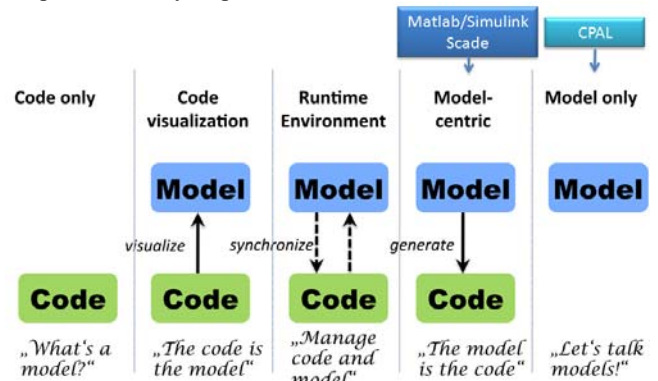 Matlab/Simulink
Scade
CPAL
Code only
Code
visualization
Runtime
Environment
Model-
centric
Model only
Model
Model
Model
Model
visualize
synchronize
generate
Code
Code
Code
Code
„What's a
model?“
„The code is
the model“
„Manage
code and
model“
„The model
is the code“
„Let's talk
models!“